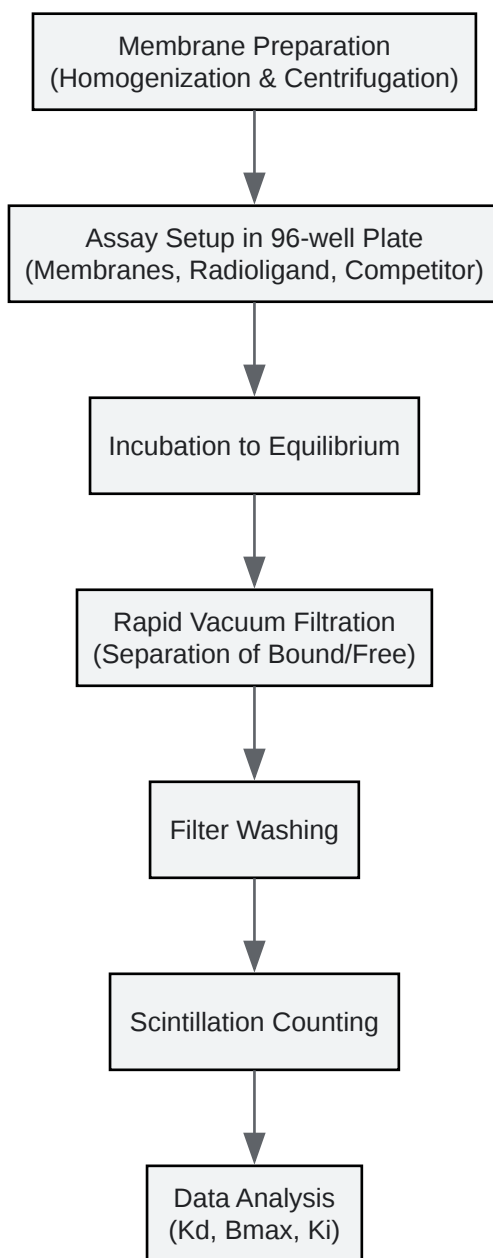 Membrane Preparation
(Homogenization & Centrifugation)
Assay Setup in 96-well Plate
(Membranes, Radioligand, Competitor)
Incubation to Equilibrium
Rapid Vacuum Filtration
(Separation of Bound/Free)
Filter Washing
Scintillation Counting
Data Analysis
(Kd, Bmax, Ki)